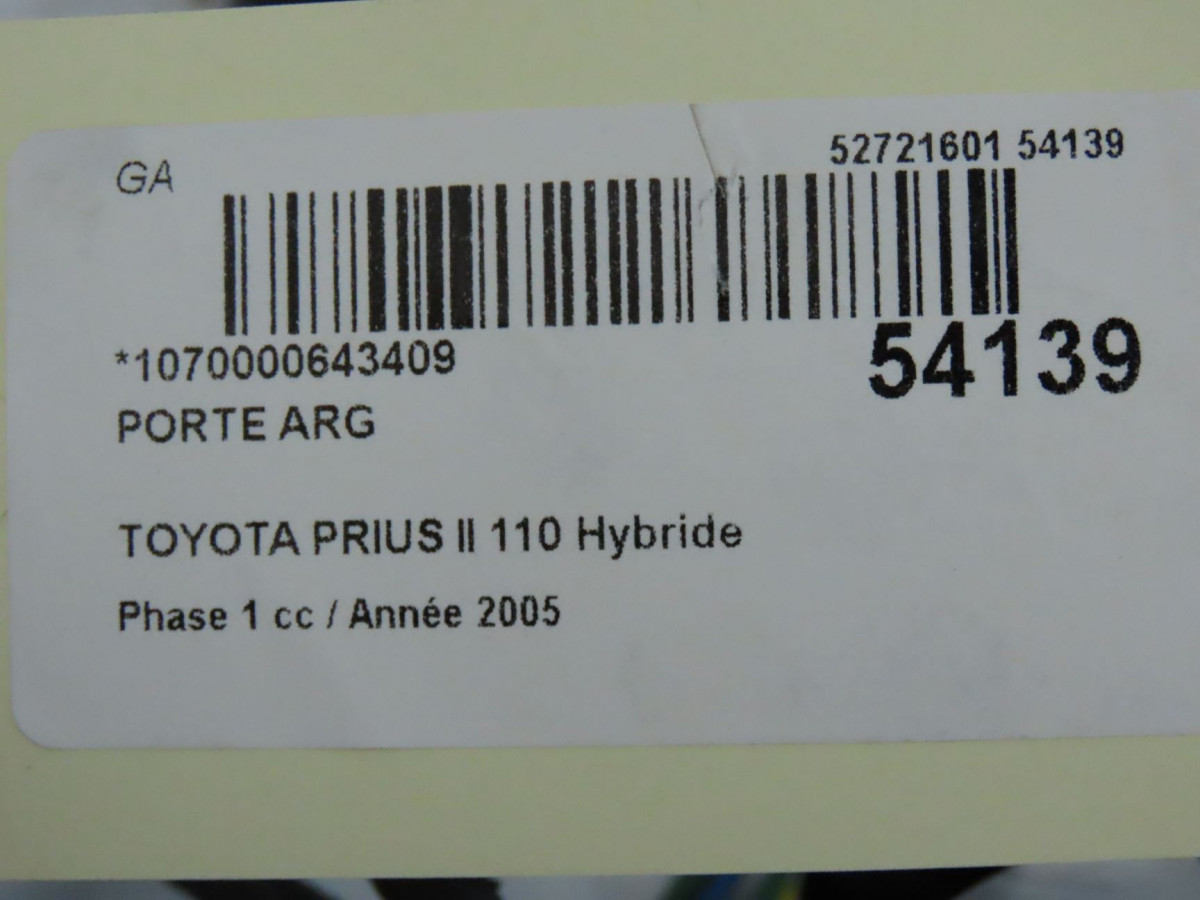 GA
52721601 54139
*1070000643409
54139
PORTE ARG
TOYOTA PRIUS II 110 Hybride
Phase 1 cc / Année 2005